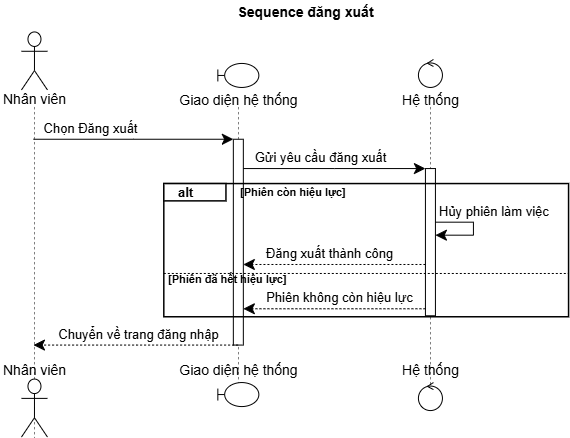 Sequence đăng xuất
Nhân viên
Giao diện hệ thống
Hệ thống
Chọn Đăng xuất
Gửi yêu cầu đăng xuất
alt
[Phiên còn hiệu lực]
Hủy phiên làm việc
Đăng xuất thành công
[Phiên đã hết hiệu lực]
Phiên không còn hiệu lực
Chuyển về trang đăng nhập
Nhân viên
Giao diện hệ thống
Hệ thống